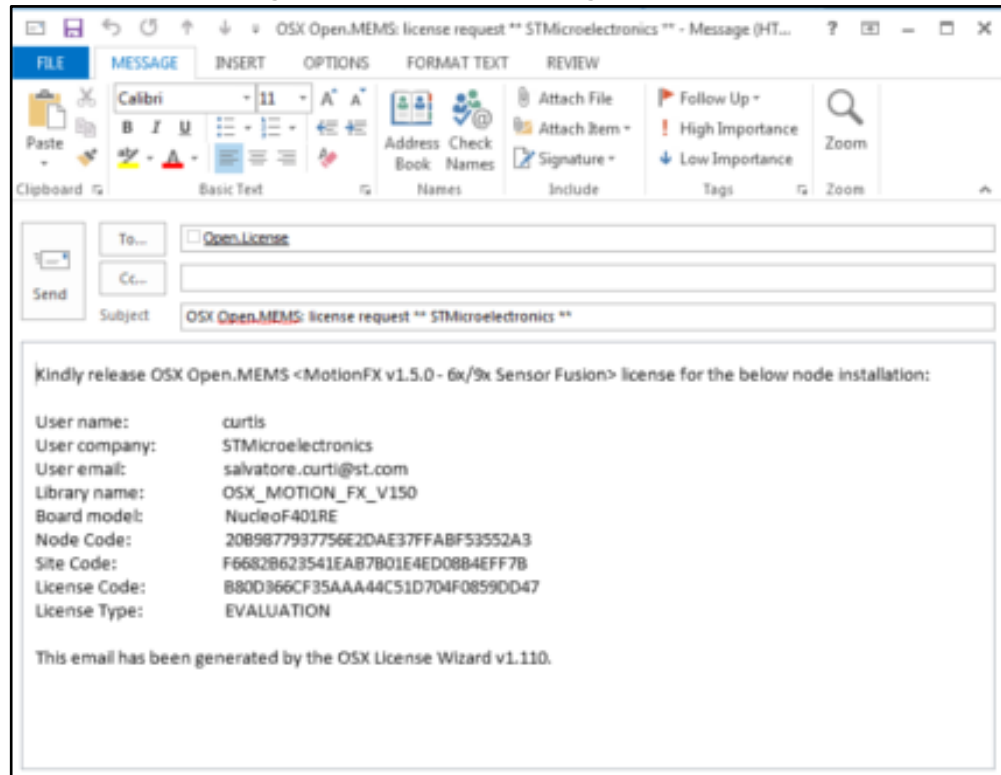 OSX Open.MEMS: license request ** STMicroelectronics ** - Message (HT...
FILE MESSAGE INSERT OPTIONS FORMAT TEXT REVIEW
Calibri 11
Paste
B I U
Address Book
Check Names
Attach File
Attach Item
Signature
Follow Up
High Importance
Low Importance
Zoom
Clipboard Basic Text Names Include Tags Zoom
Send
To... Open.License
Cc...
Subject OSX Open.MEMS: license request ** STMicroelectronics **
Kindly release OSX Open.MEMS <MotionFX v1.5.0 - 6x/9x Sensor Fusion> license for the below node installation:
User name: curtis
User company: STMicroelectronics
User email: salvatore.curti@st.com
Library name: OSX_MOTION_FX_V150
Board model: NucleoF401RE
Node Code: 20B9877937756E2DAE37FFABF53552A3
Site Code: F6682B623541EAB7B01E4ED08B4EFF7B
License Code: B80D366CF35AAA44C51D704F0859DD47
License Type: EVALUATION
This email has been generated by the OSX License Wizard v1.110.